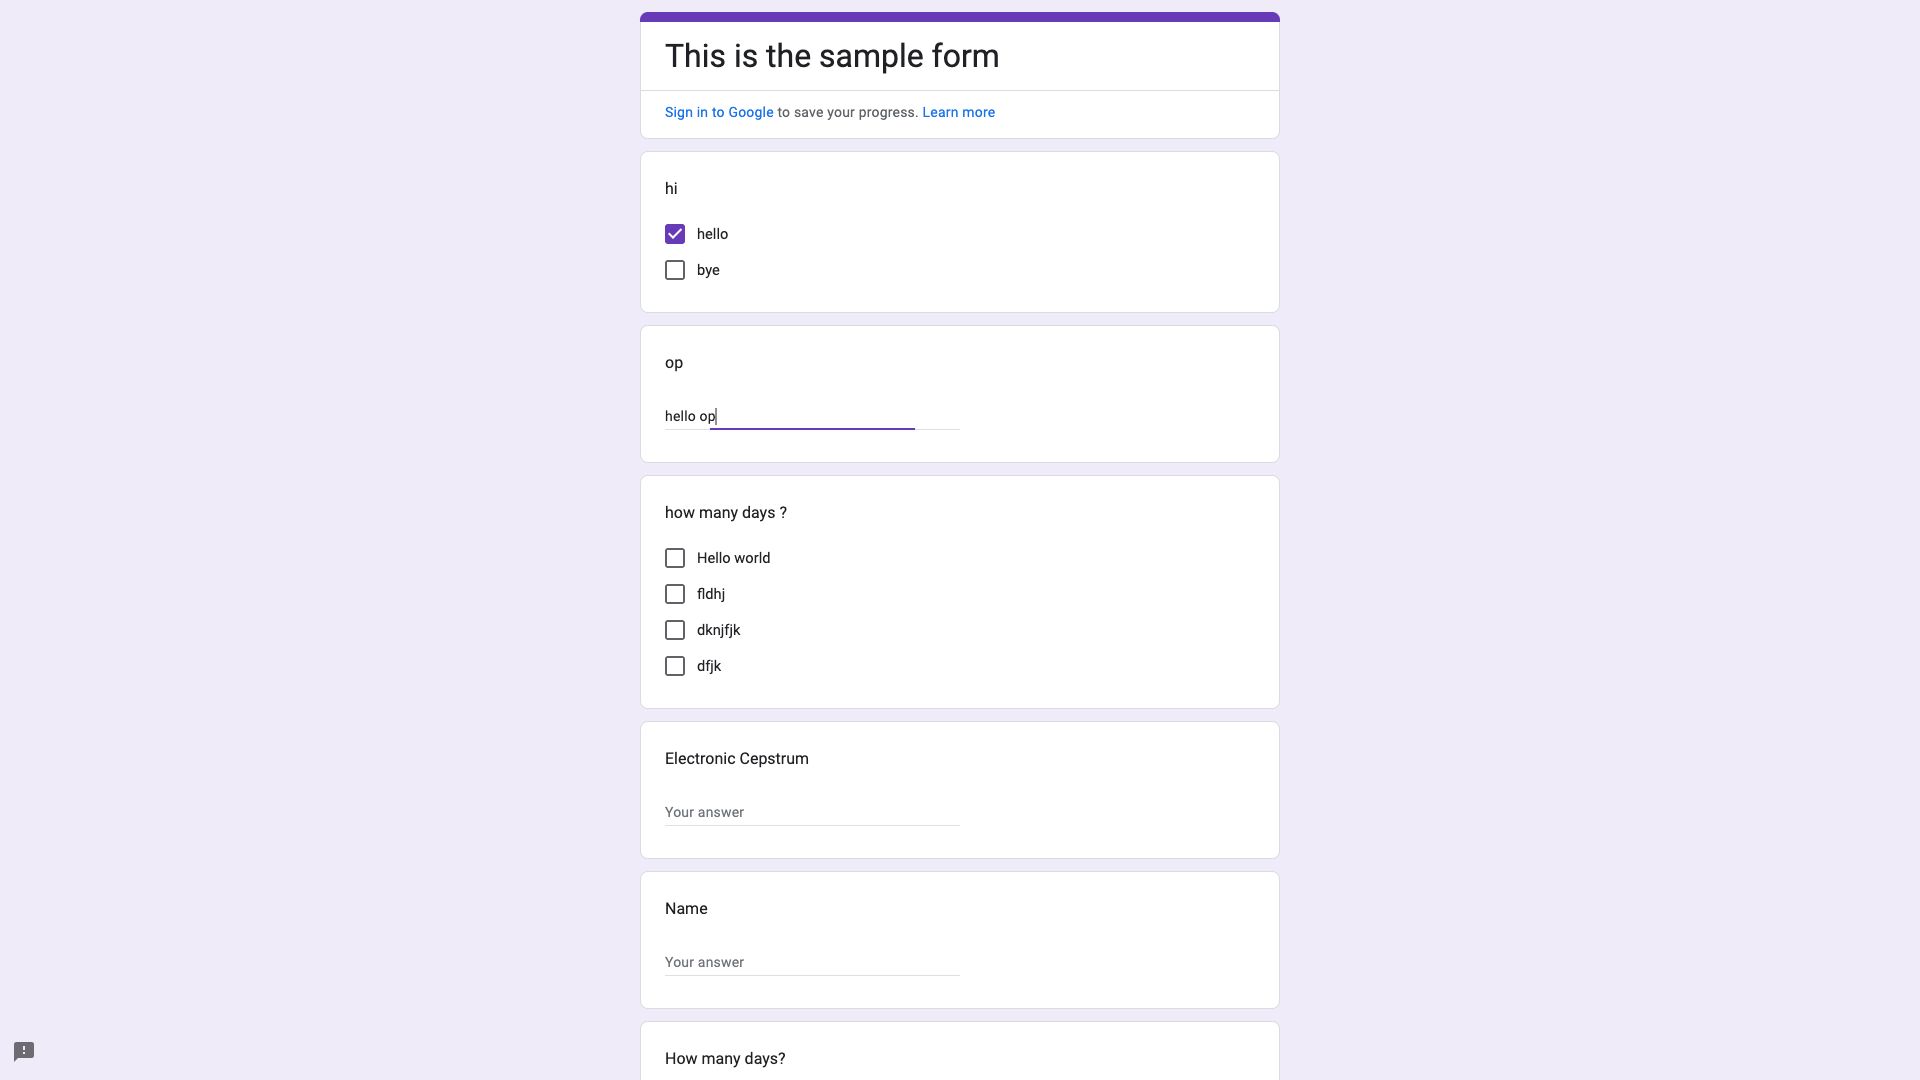 This is the sample form
Sign in to Google to save your progress. Learn more
hi
hello
bye
op
hello op
how many days ?
Hello world
fldhj
dknjfjk
dfjk
Electronic Cepstrum
Your answer
Name
Your answer
How many days?